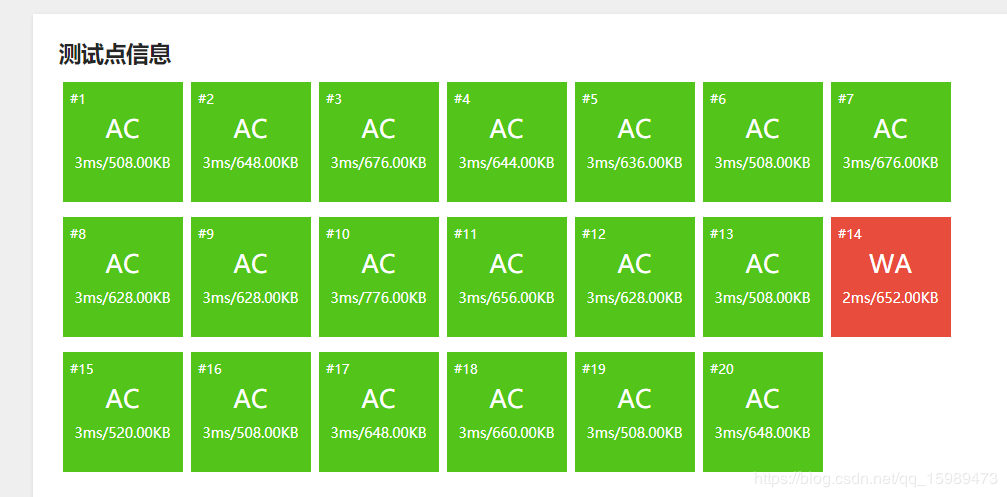 测试点信息
#1 #2 #3 #4 #5 #6 #7
AC AC AC AC AC AC AC
3ms/508.00KB 3ms/648.00KB 3ms/676.00KB 3ms/644.00KB 3ms/636.00KB 3ms/508.00KB 3ms/676.00KB
#8 #9 #10 #11 #12 #13 #14
AC AC AC AC AC AC WA
3ms/628.00KB 3ms/628.00KB 3ms/776.00KB 3ms/656.00KB 3ms/628.00KB 3ms/508.00KB 2ms/652.00KB
#15 #16 #17 #18 #19 #20
AC AC AC AC AC AC
3ms/520.00KB 3ms/508.00KB 3ms/648.00KB 3ms/660.00KB 3ms/508.00KB 3ms/648.00KB
https://blog.csdn.net/qq_15989473